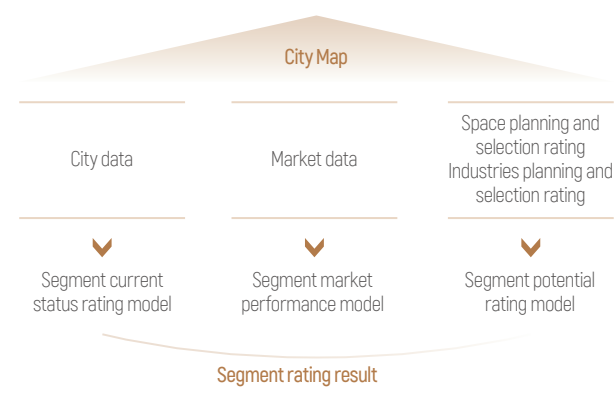 City Map
City data
Market data
Space planning and
selection rating
Industries planning and
selection rating
Segment current
status rating model
Segment market
performance model
Segment potential
rating model
Segment rating result